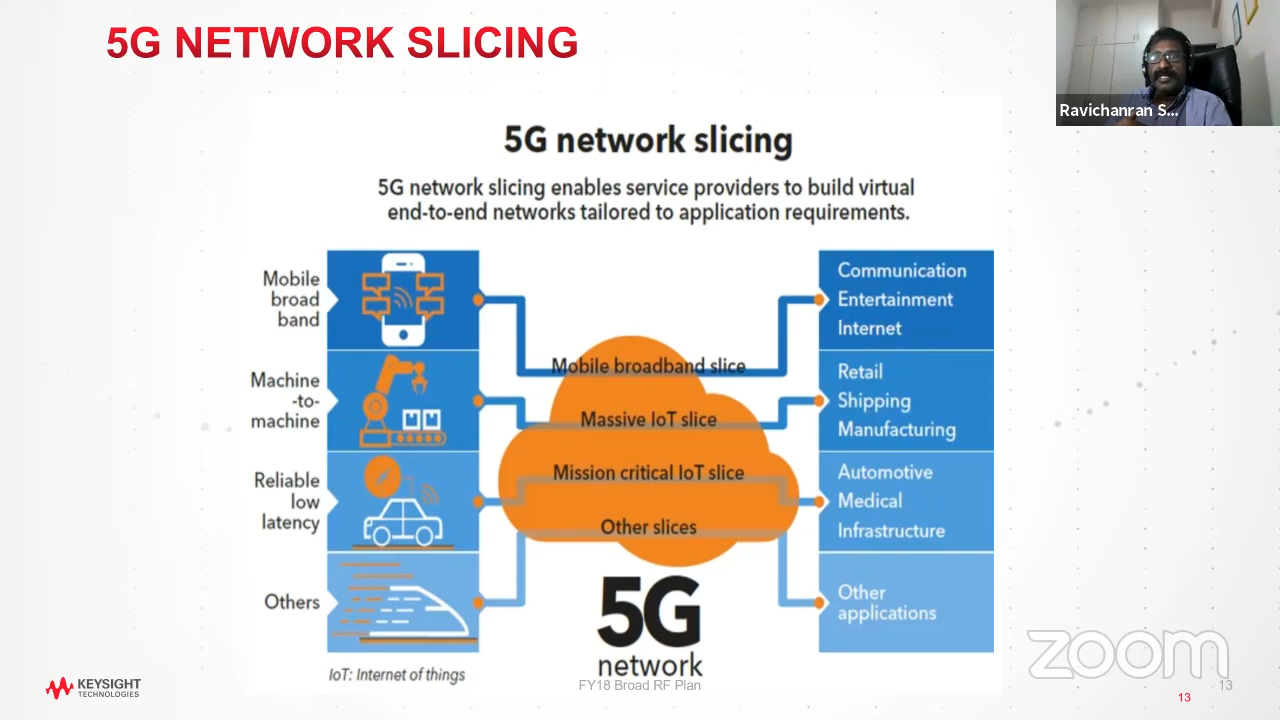 5G NETWORK SLICING
Ravichanran S...
5G network slicing
5G network slicing enables service providers to build virtual
end-to-end networks tailored to application requirements.
Mobile
broad
band
Mobile broadband slice
Communication
Entertainment
Internet
Machine
-to-
machine
Massive IoT slice
Retail
Shipping
Manufacturing
Reliable
low
latency
Mission critical IoT slice
Automotive
Medical
Infrastructure
Others
Other slices
Other
applications
5G
network
IoT: Internet of things
KEYSIGHT
TECHNOLOGIES
FY18 Broad RF Plan
zoom
13
13